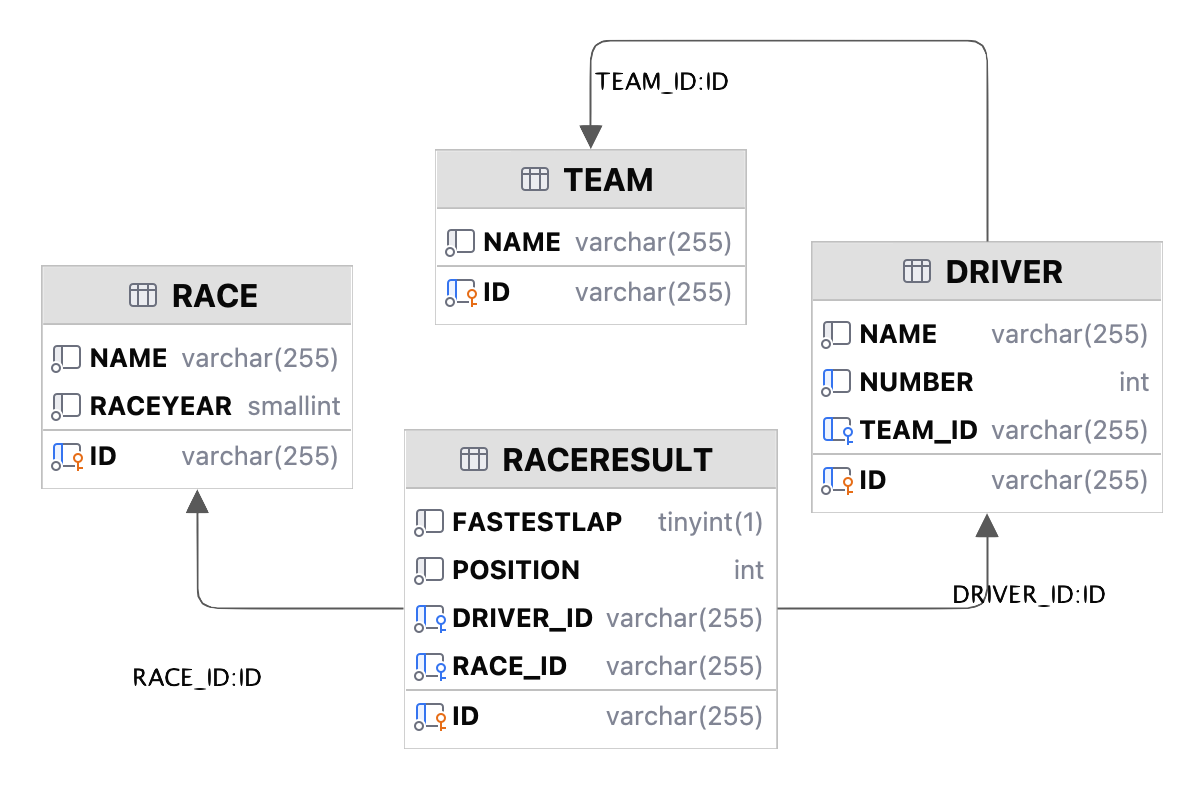 TEAM_ID:ID
TEAM
NAME varchar(255)
ID varchar(255)
DRIVER
NAME varchar(255)
NUMBER int
TEAM_ID varchar(255)
ID varchar(255)
RACE
NAME varchar(255)
RACEYEAR smallint
ID varchar(255)
RACERESULT
FASTESTLAP tinyint(1)
POSITION int
DRIVER_ID varchar(255)
RACE_ID varchar(255)
ID varchar(255)
DRIVER_ID:ID
RACE_ID:ID